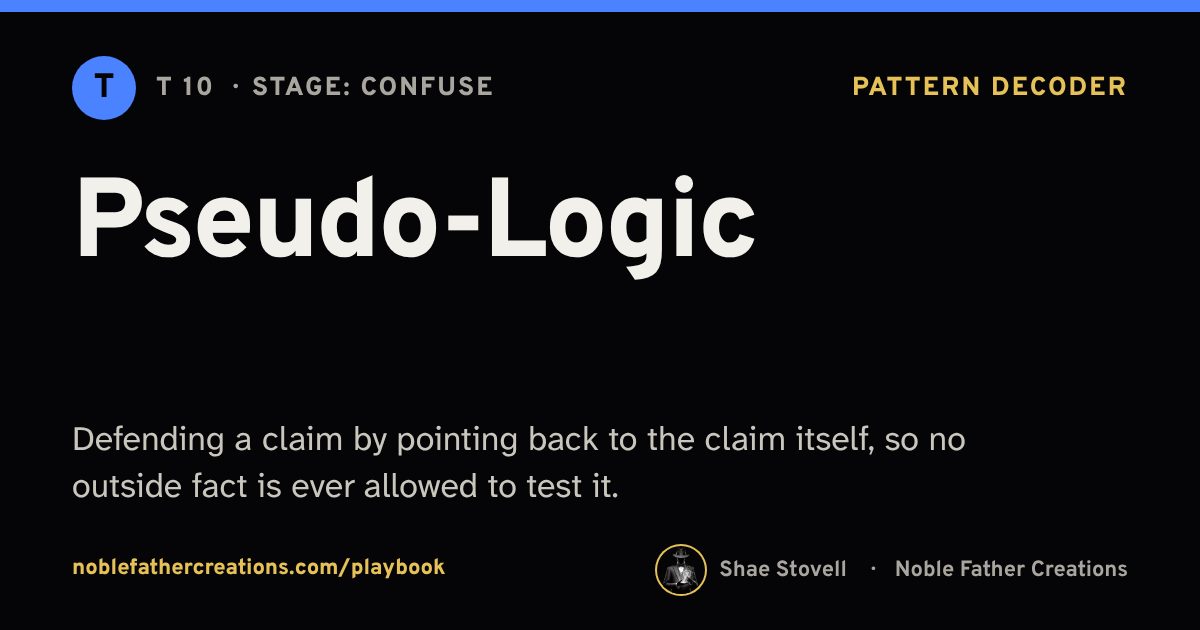 T
T 10 · STAGE: CONFUSE
PATTERN DECODER
Pseudo-Logic
Defending a claim by pointing back to the claim itself, so no
outside fact is ever allowed to test it.
noblefathercreations.com/playbook
Shae Stovell · Noble Father Creations